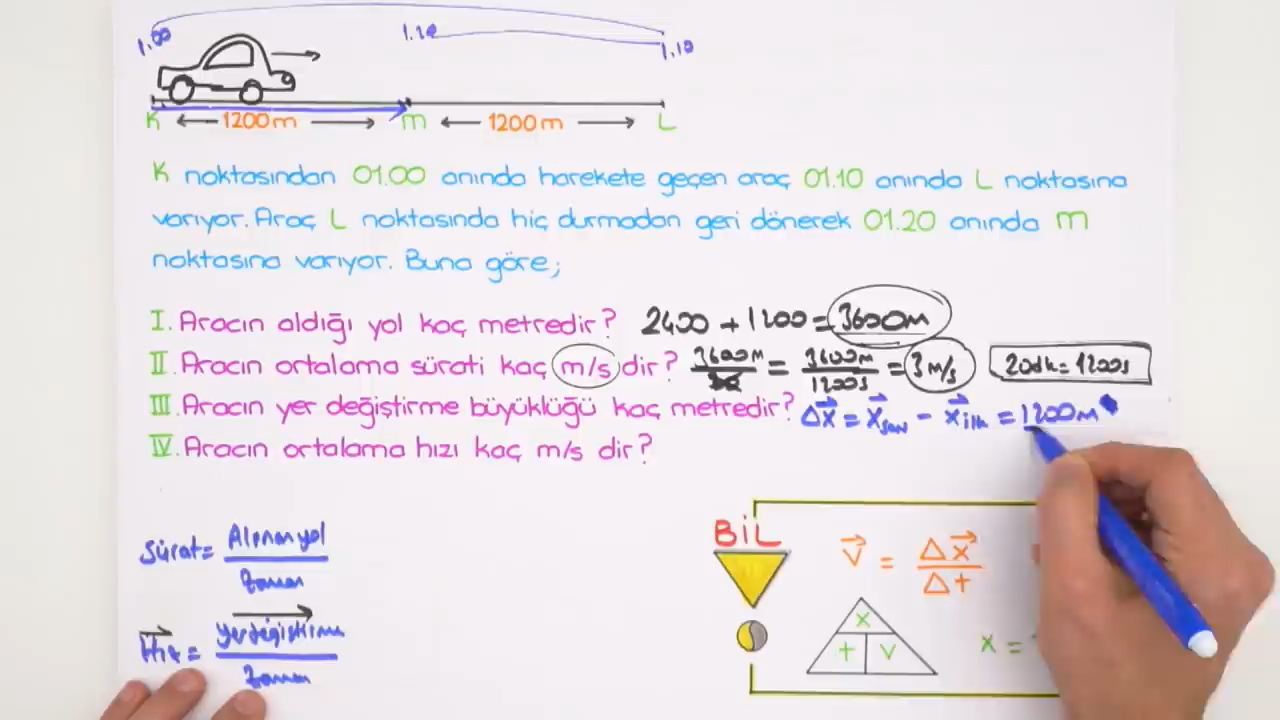 1.00 1.20 1.10
K 1200m m 1200m L
K noktasından 01.00 anında harekete geçen araç 01.10 anında L noktasına
varıyor. Araç L noktasında hiç durmadan geri dönerek 01.20 anında m
noktasına varıyor. Buna göre;
I. Aracın aldığı yol kaç metredir? 2400 + 1200 = 3600m
II. Aracın ortalama sürati kaç m/s dir? 3600m = 3600m / 1200s = 3 m/s 20dk = 1200s
III. Aracın yer değiştirme büyüklüğü kaç metredir? Δx = x son - x ilk = 1200m
IV. Aracın ortalama hızı kaç m/s dir?
Sürat = Alınan yol / Zaman
Hız = yerdeğiştirme / Zaman
BİL
v = Δx / Δt
x
t v
x =